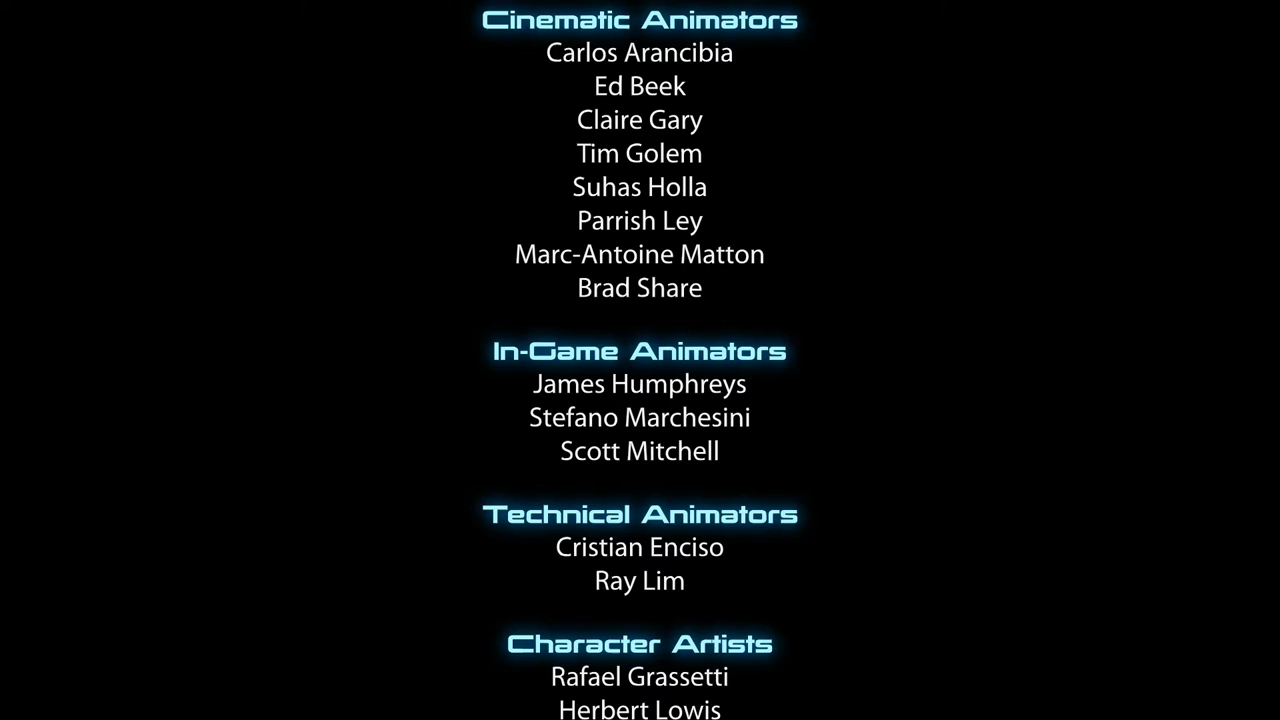 Cinematic Animators
Carlos Arancibia
Ed Beek
Claire Gary
Tim Golem
Suhas Holla
Parrish Ley
Marc-Antoine Matton
Brad Share
In-Game Animators
James Humphreys
Stefano Marchesini
Scott Mitchell
Technical Animators
Cristian Enciso
Ray Lim
Character Artists
Rafael Grassetti
Herbert Lowis